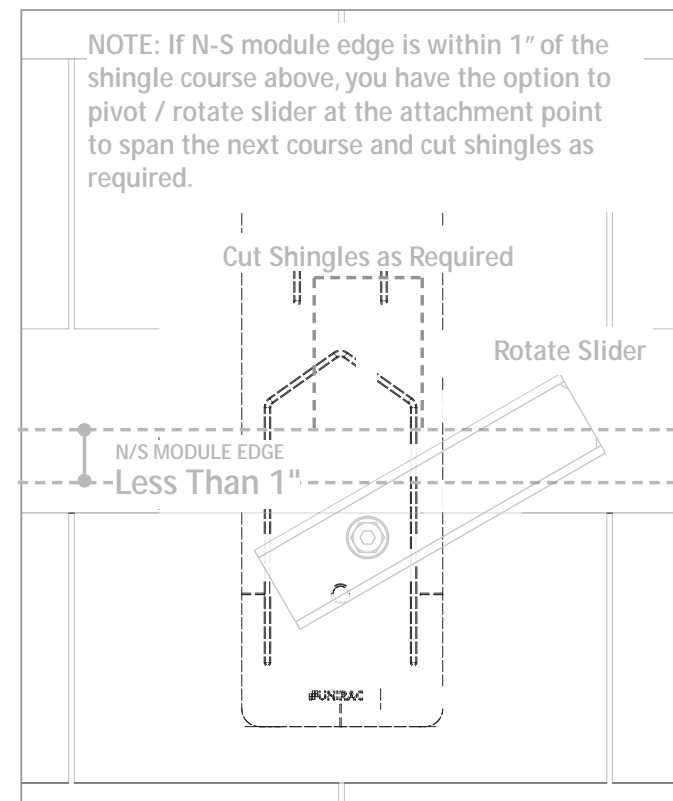 NOTE: If N-S module edge is within 1" of the
shingle course above, you have the option to
pivot / rotate slider at the attachment point
to span the next course and cut shingles as
required.
Cut Shingles as Required
Rotate Slider
N/S MODULE EDGE
Less Than 1"
UNIRAC